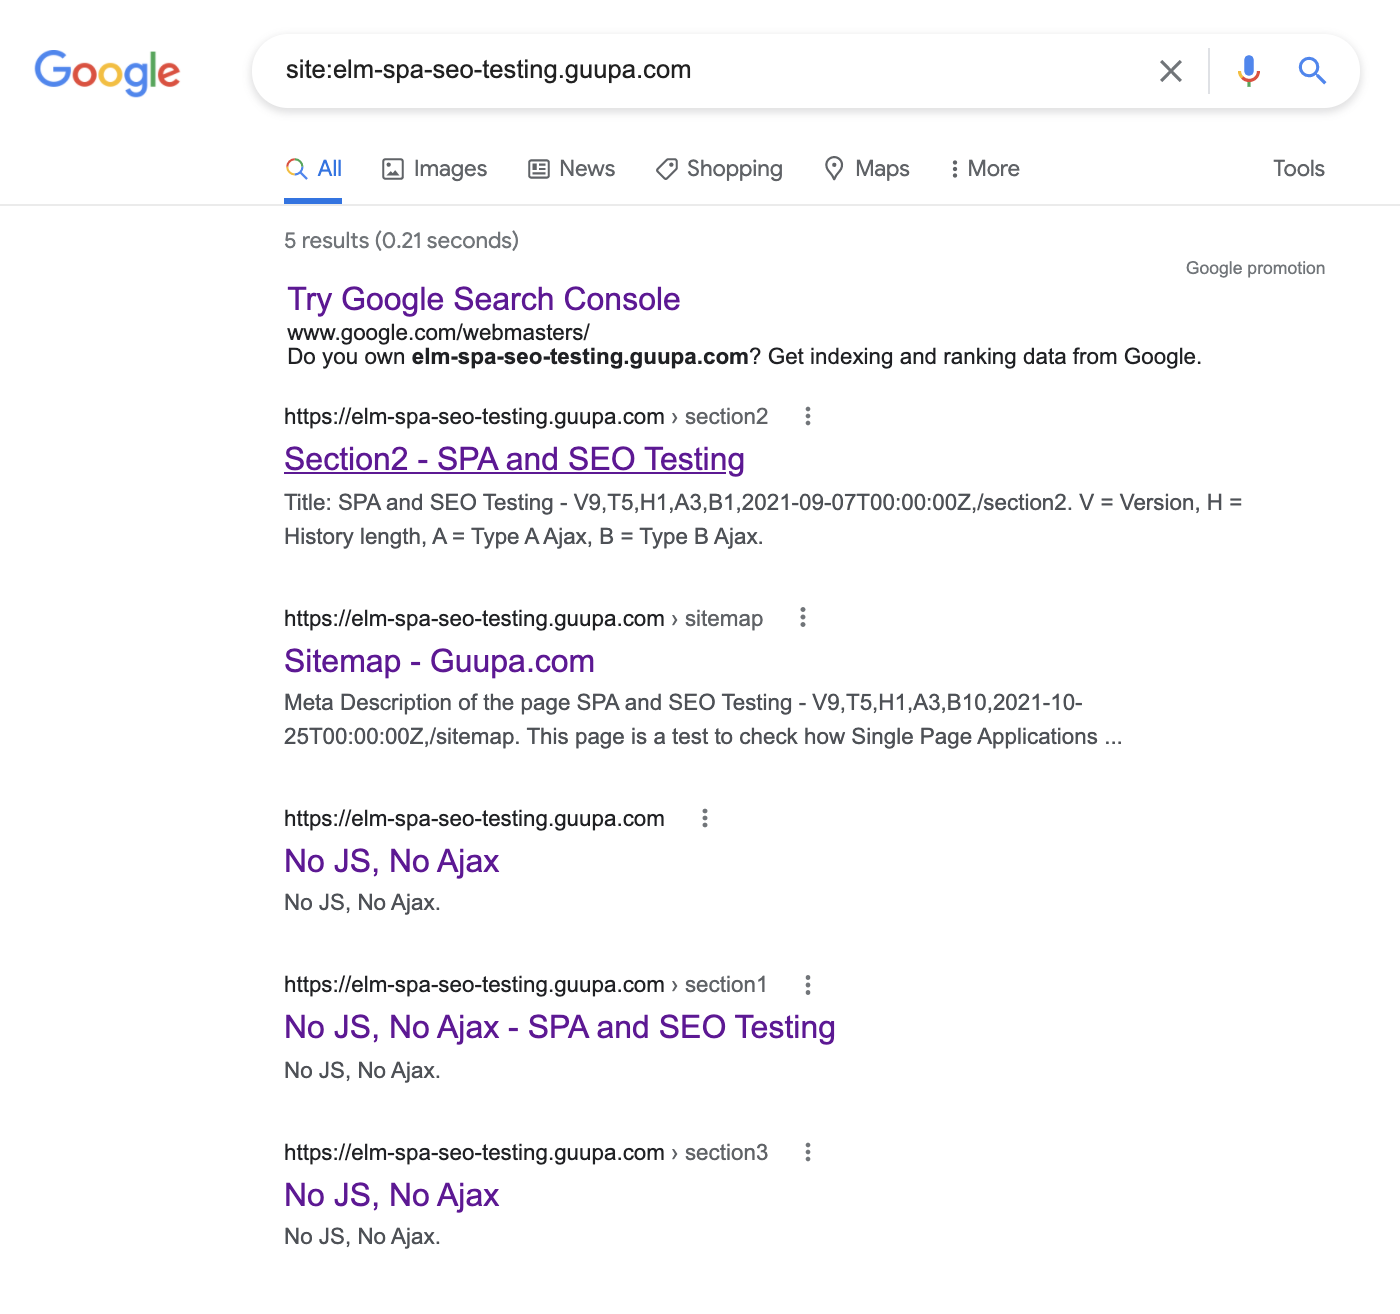 Google
site:elm-spa-seo-testing.guupa.com
All Images News Shopping Maps More Tools
5 results (0.21 seconds)
Google promotion
Try Google Search Console
www.google.com/webmasters/
Do you own elm-spa-seo-testing.guupa.com? Get indexing and ranking data from Google.
https://elm-spa-seo-testing.guupa.com › section2
Section2 - SPA and SEO Testing
Title: SPA and SEO Testing - V9,T5,H1,A3,B1,2021-09-07T00:00:00Z,/section2. V = Version, H =
History length, A = Type A Ajax, B = Type B Ajax.
https://elm-spa-seo-testing.guupa.com › sitemap
Sitemap - Guupa.com
Meta Description of the page SPA and SEO Testing - V9,T5,H1,A3,B10,2021-10-
25T00:00:00Z,/sitemap. This page is a test to check how Single Page Applications ...
https://elm-spa-seo-testing.guupa.com
No JS, No Ajax
No JS, No Ajax.
https://elm-spa-seo-testing.guupa.com › section1
No JS, No Ajax - SPA and SEO Testing
No JS, No Ajax.
https://elm-spa-seo-testing.guupa.com › section3
No JS, No Ajax
No JS, No Ajax.